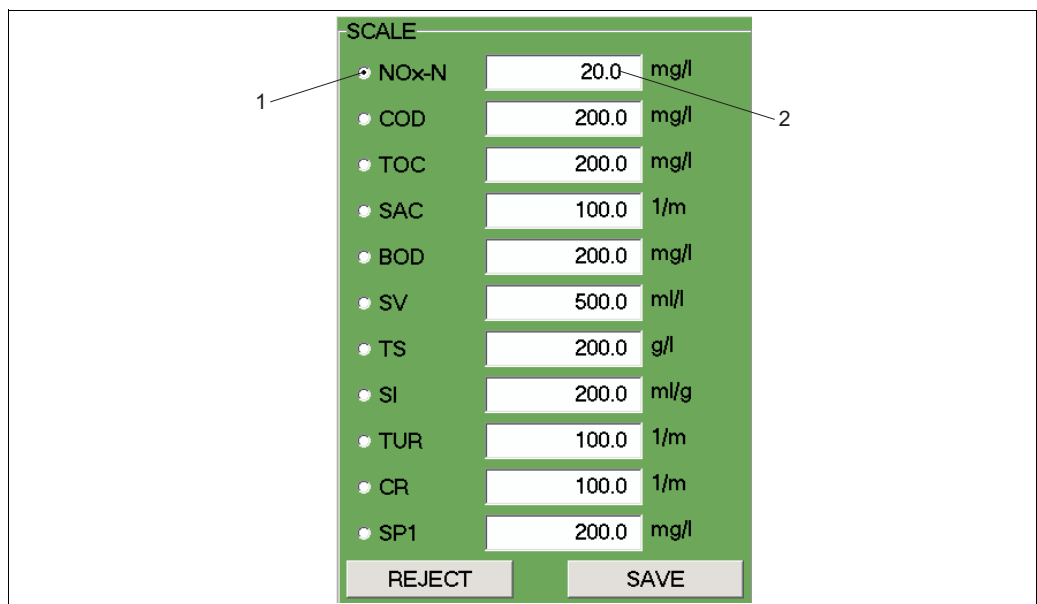 SCALE
NOx-N 20.0 mg/l
1
COD 200.0 mg/l
2
TOC 200.0 mg/l
SAC 100.0 1/m
BOD 200.0 mg/l
SV 500.0 ml/l
TS 200.0 g/l
SI 200.0 ml/g
TUR 100.0 1/m
CR 100.0 1/m
SP1 200.0 mg/l
REJECT SAVE